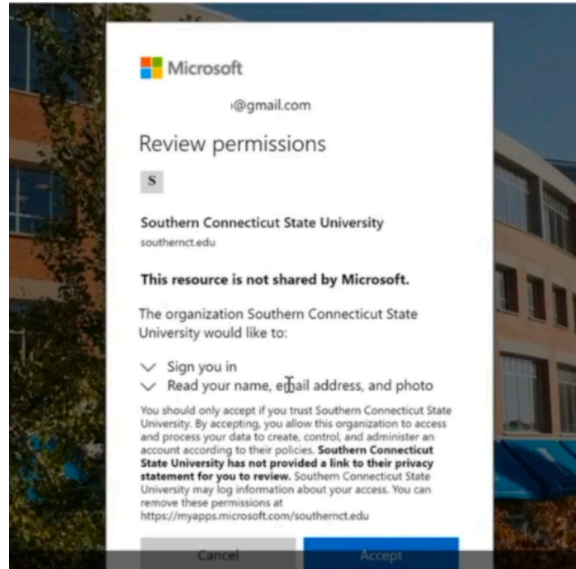 Microsoft
@gmail.com
Review permissions
S
Southern Connecticut State University
southernct.edu
This resource is not shared by Microsoft.
The organization Southern Connecticut State
University would like to:
Sign you in
Read your name, email address, and photo
You should only accept if you trust Southern Connecticut State
University. By accepting, you allow this organization to access
and process your data to create, control, and administer an
account according to their policies. Southern Connecticut
State University has not provided a link to their privacy
statement for you to review. Southern Connecticut State
University may log information about your access. You can
remove these permissions at
https://myapps.microsoft.com/southernct.edu
Cancel Accept